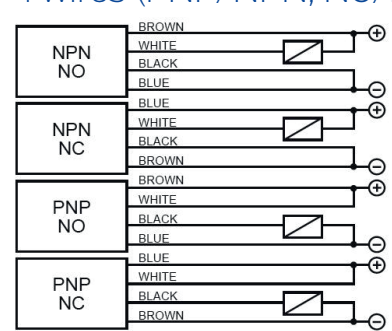 4 WIRES (PNP/NPN, NO/
BROWN
NPN
NO
WHITE
BLACK
BLUE
BLUE
NPN
NC
WHITE
BLACK
BROWN
BROWN
PNP
NO
WHITE
BLACK
BLUE
BLUE
PNP
NC
WHITE
BLACK
BROWN